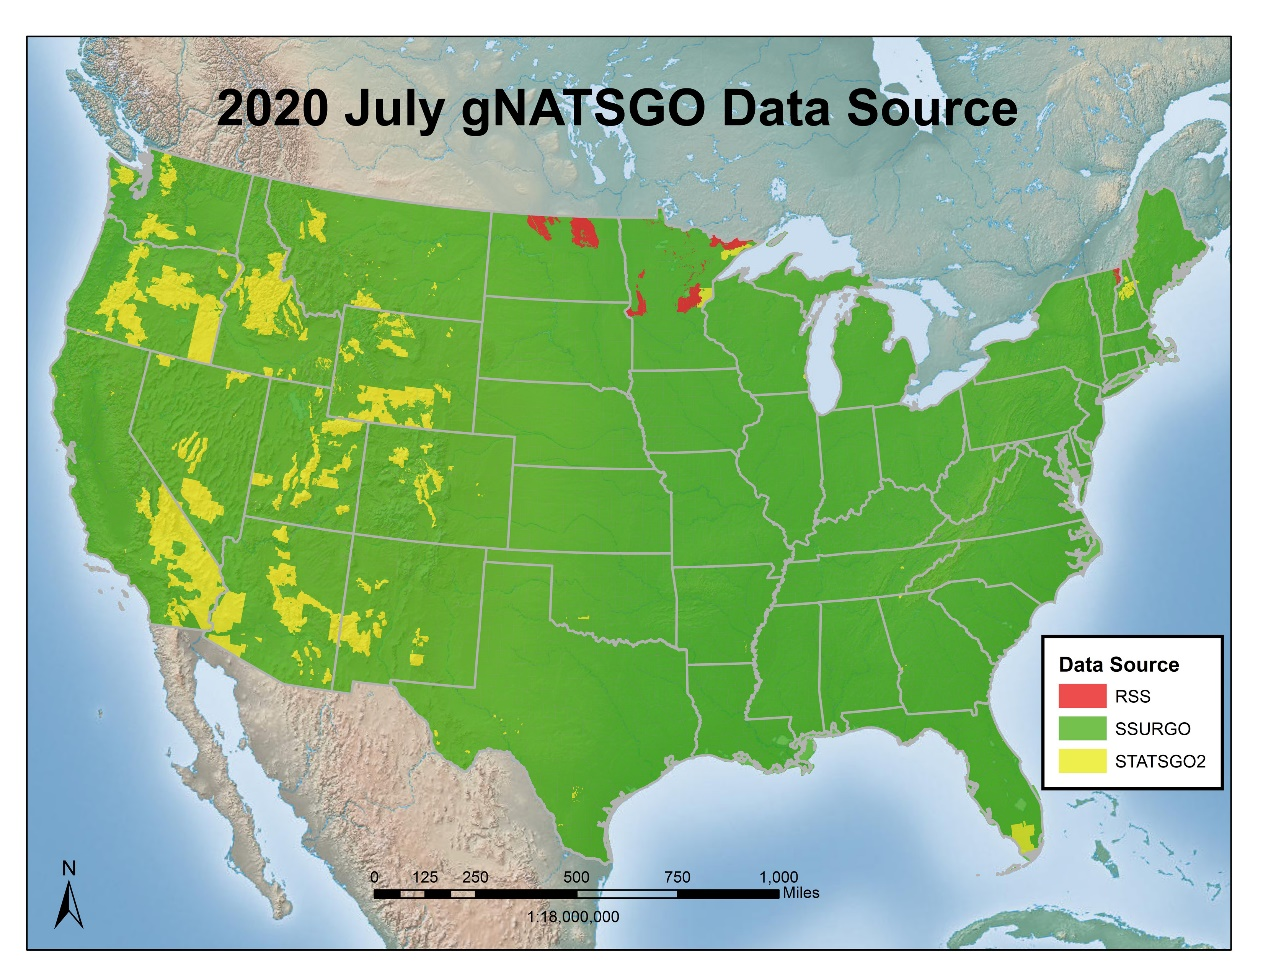 2020 July gNATSGO Data Source
Data Source
RSS
SSURGO
STATSGO2
N
0 125 250 500 750 1,000
Miles
1:18,000,000